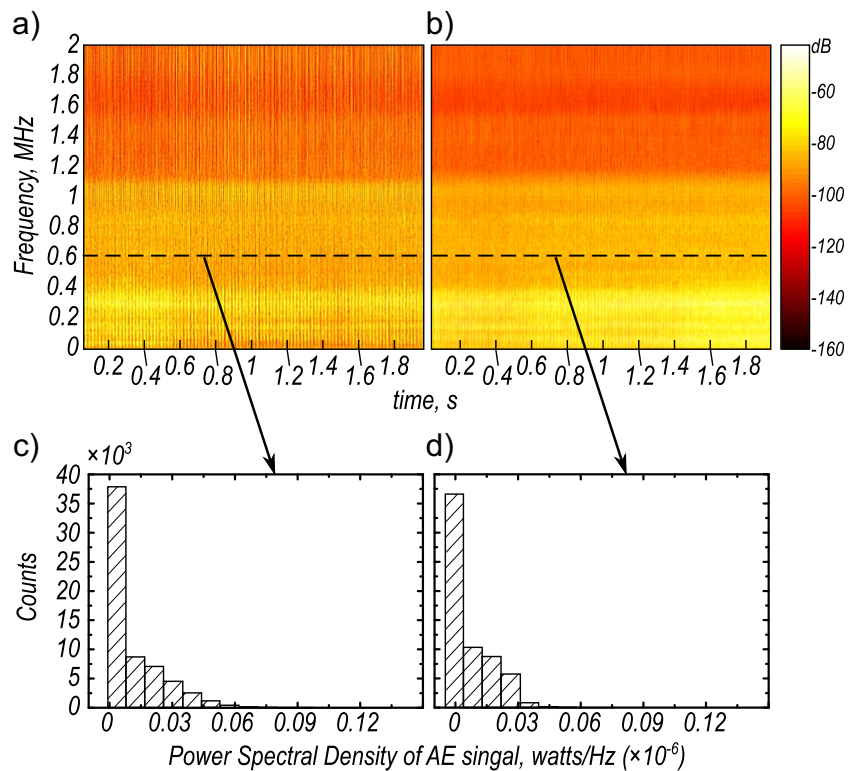 a)
b)
dB
2
1.8
1.6
1.4
1.2
1
0.8
0.6
0.4
0.2
0
Frequency, MHz
-60
-80
-100
-120
-140
-160
0.2 0.4 0.6 0.8 1 1.2 1.4 1.6 1.8
0.2 0.4 0.6 0.8 1 1.2 1.4 1.6 1.8
time, s
c)
d)
×10³
40
35
30
25
20
15
10
5
0
Counts
0 0.03 0.06 0.09 0.12
0 0.03 0.06 0.09 0.12
Power Spectral Density of AE singal, watts/Hz (×10⁻⁶)